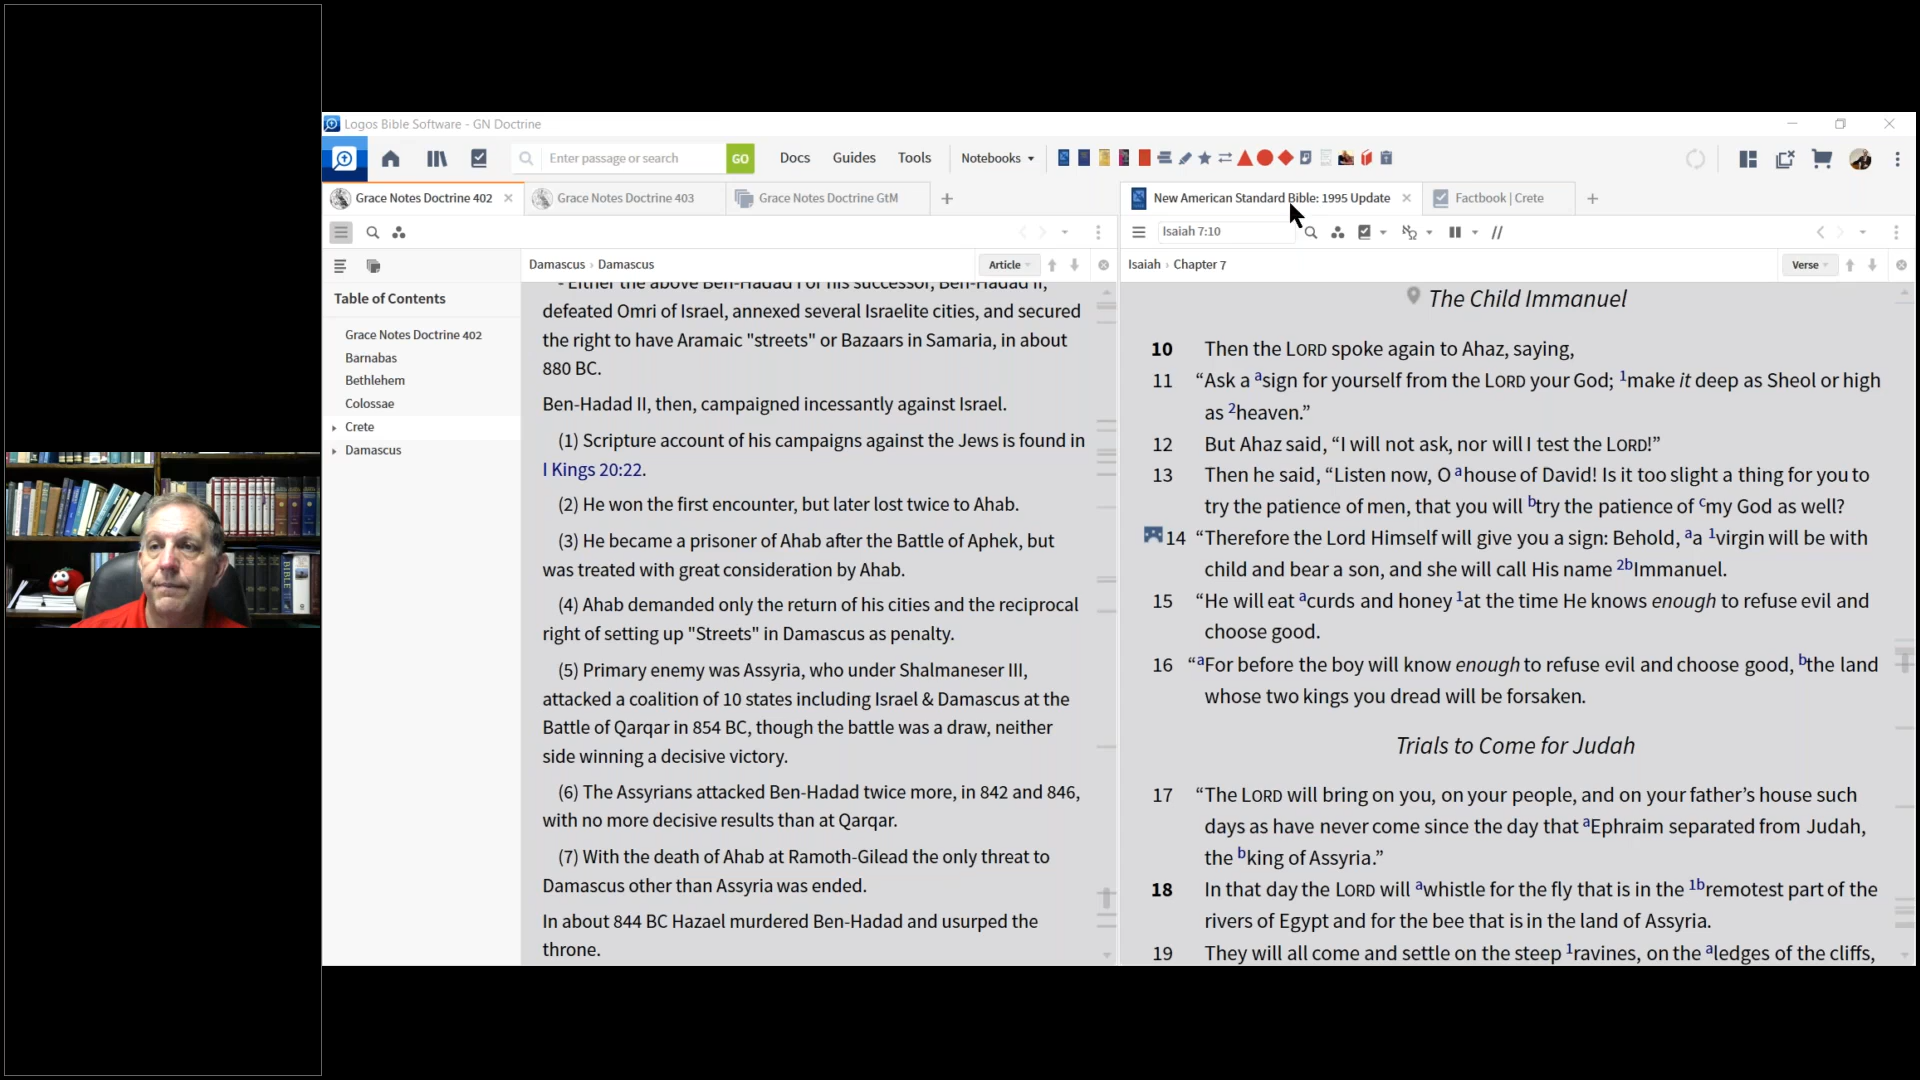 Logos Bible Software - GN Doctrine
Enter passage or search
GO
Docs
Guides
Tools
Notebooks
Grace Notes Doctrine 402
Grace Notes Doctrine 403
Grace Notes Doctrine GtM
Damascus › Damascus
Article
Table of Contents
Grace Notes Doctrine 402
Barnabas
Bethlehem
Colossae
Crete
Damascus
- Either the above Ben-Hadad I or his successor, Ben-Hadad II,
defeated Omri of Israel, annexed several Israelite cities, and secured
the right to have Aramaic "streets" or Bazaars in Samaria, in about
880 BC.
Ben-Hadad II, then, campaigned incessantly against Israel.
(1) Scripture account of his campaigns against the Jews is found in
I Kings 20:22.
(2) He won the first encounter, but later lost twice to Ahab.
(3) He became a prisoner of Ahab after the Battle of Aphek, but
was treated with great consideration by Ahab.
(4) Ahab demanded only the return of his cities and the reciprocal
right of setting up "Streets" in Damascus as penalty.
(5) Primary enemy was Assyria, who under Shalmaneser III,
attacked a coalition of 10 states including Israel & Damascus at the
Battle of Qarqar in 854 BC, though the battle was a draw, neither
side winning a decisive victory.
(6) The Assyrians attacked Ben-Hadad twice more, in 842 and 846,
with no more decisive results than at Qarqar.
(7) With the death of Ahab at Ramoth-Gilead the only threat to
Damascus other than Assyria was ended.
In about 844 BC Hazael murdered Ben-Hadad and usurped the
throne.
New American Standard Bible: 1995 Update
Factbook | Crete
Isaiah 7:10
Isaiah › Chapter 7
Verse
The Child Immanuel
10 Then the LORD spoke again to Ahaz, saying,
11 “Ask a asign for yourself from the LORD your God; 1make it deep as Sheol or high
as 2heaven.”
12 But Ahaz said, “I will not ask, nor will I test the LORD!”
13 Then he said, “Listen now, O ahouse of David! Is it too slight a thing for you to
try the patience of men, that you will btry the patience of cmy God as well?
14 “Therefore the Lord Himself will give you a sign: Behold, aa 1virgin will be with
child and bear a son, and she will call His name 2bImmanuel.
15 “He will eat acurds and honey 1at the time He knows enough to refuse evil and
choose good.
16 “aFor before the boy will know enough to refuse evil and choose good, bthe land
whose two kings you dread will be forsaken.
Trials to Come for Judah
17 “The LORD will bring on you, on your people, and on your father’s house such
days as have never come since the day that aEphraim separated from Judah,
the bking of Assyria.”
18 In that day the LORD will awhistle for the fly that is in the 1bremotest part of the
rivers of Egypt and for the bee that is in the land of Assyria.
19 They will all come and settle on the steep 1ravines, on the aledges of the cliffs,
BIBLE